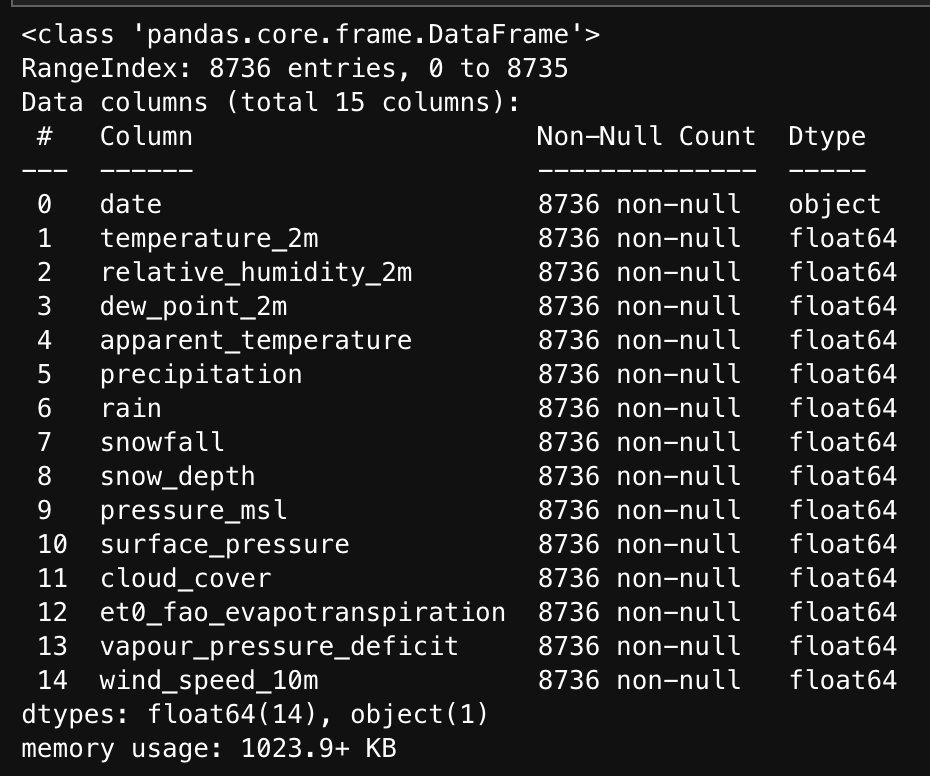 <class 'pandas.core.frame.DataFrame'>
RangeIndex: 8736 entries, 0 to 8735
Data columns (total 15 columns):
 #   Column                      Non-Null Count  Dtype
---  ------                      --------------  -----
 0   date                        8736 non-null   object
 1   temperature_2m              8736 non-null   float64
 2   relative_humidity_2m        8736 non-null   float64
 3   dew_point_2m                8736 non-null   float64
 4   apparent_temperature        8736 non-null   float64
 5   precipitation               8736 non-null   float64
 6   rain                        8736 non-null   float64
 7   snowfall                    8736 non-null   float64
 8   snow_depth                  8736 non-null   float64
 9   pressure_msl                8736 non-null   float64
 10  surface_pressure            8736 non-null   float64
 11  cloud_cover                 8736 non-null   float64
 12  et0_fao_evapotranspiration  8736 non-null   float64
 13  vapour_pressure_deficit     8736 non-null   float64
 14  wind_speed_10m              8736 non-null   float64
dtypes: float64(14), object(1)
memory usage: 1023.9+ KB